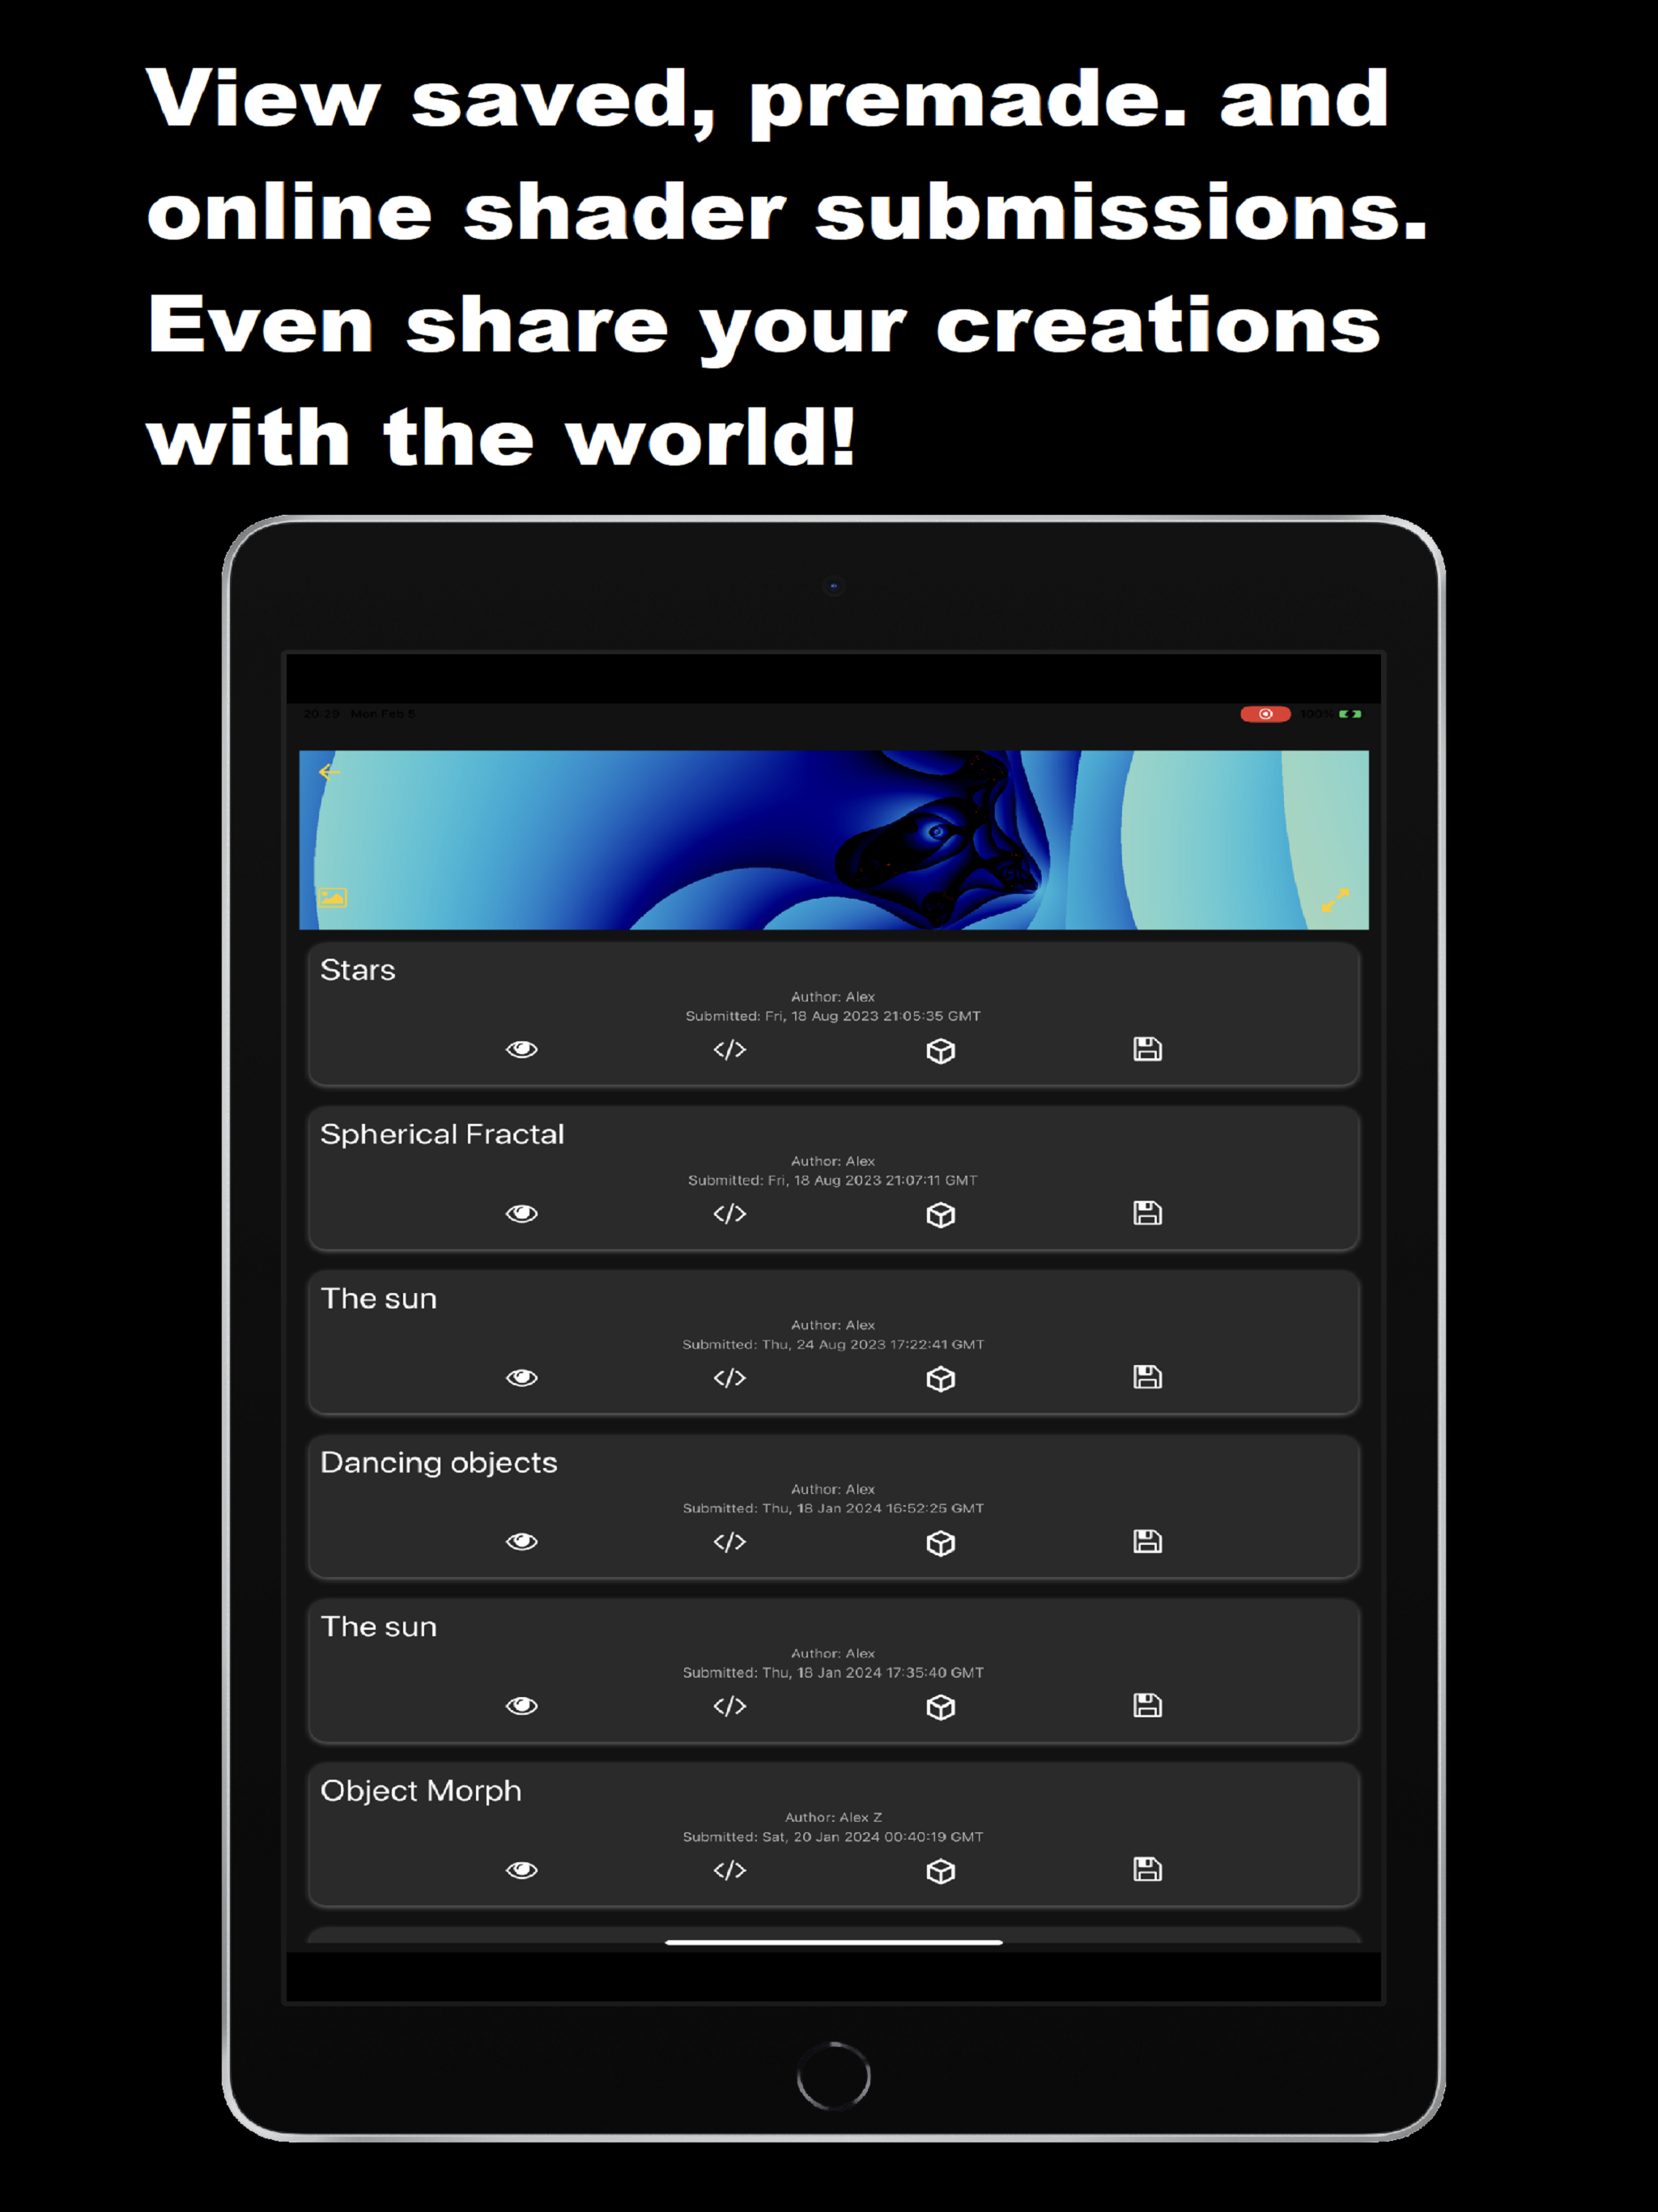 View saved, premade. and
online shader submissions.
Even share your creations
with the world!
20:29 Mon Feb 5
100%
Stars
Author: Alex
Submitted: Fri, 18 Aug 2023 21:05:35 GMT
</>
Spherical Fractal
Author: Alex
Submitted: Fri, 18 Aug 2023 21:07:11 GMT
</>
The sun
Author: Alex
Submitted: Thu, 24 Aug 2023 17:22:41 GMT
</>
Dancing objects
Author: Alex
Submitted: Thu, 18 Jan 2024 16:52:25 GMT
</>
The sun
Author: Alex
Submitted: Thu, 18 Jan 2024 17:35:40 GMT
</>
Object Morph
Author: Alex Z
Submitted: Sat, 20 Jan 2024 00:40:19 GMT
</>